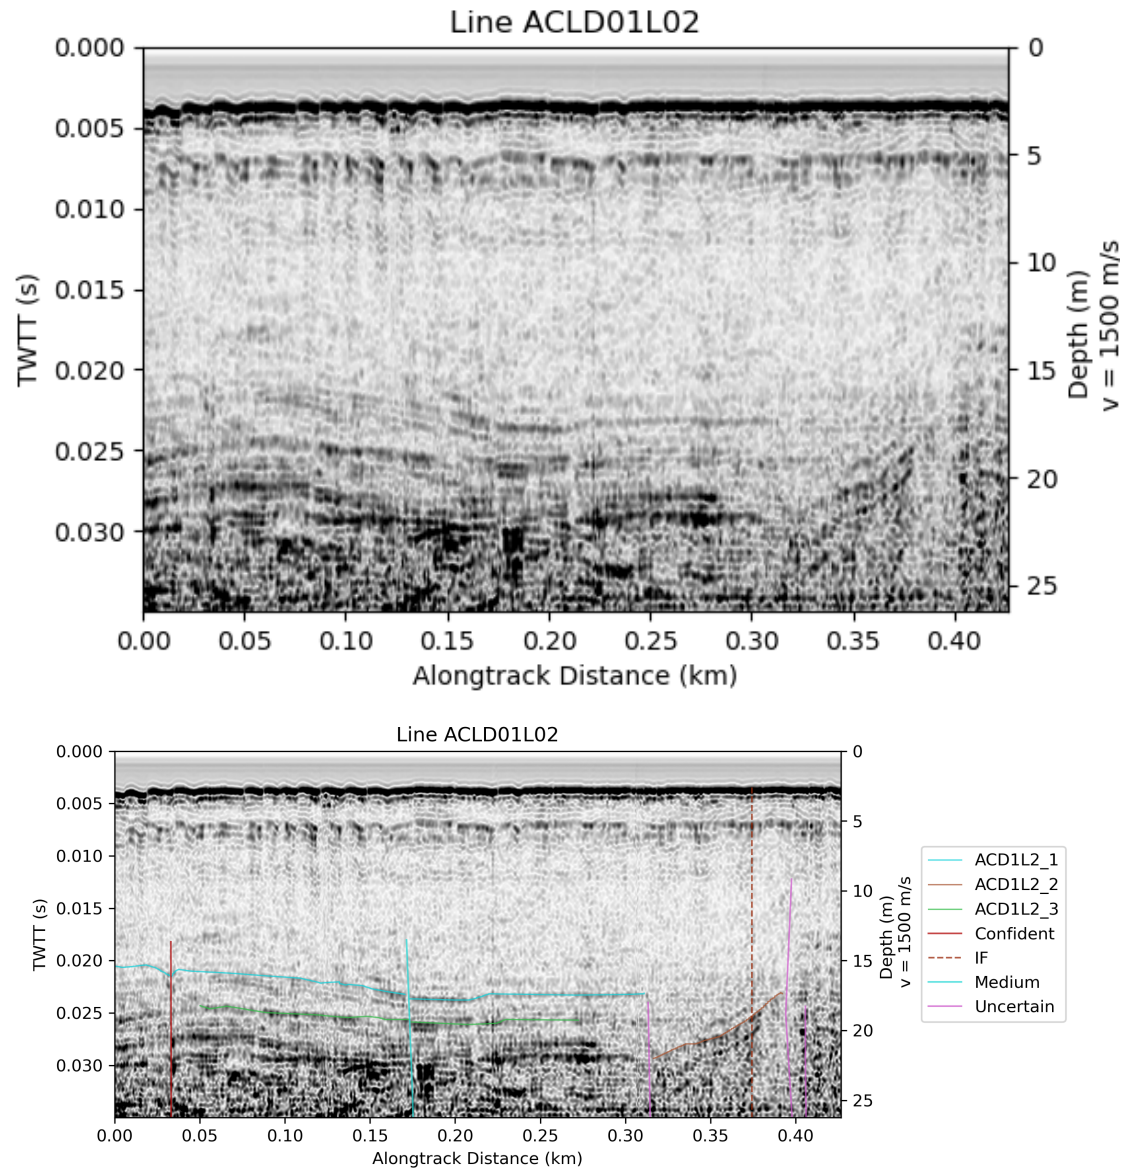 Line ACLD01L02
0.000
0.005
0.010
0.015
0.020
0.025
0.030
TWTT (s)
0
5
10
15
20
25
Depth (m)
v = 1500 m/s
0.00 0.05 0.10 0.15 0.20 0.25 0.30 0.35 0.40
Alongtrack Distance (km)
Line ACLD01L02
0.000
0.005
0.010
0.015
0.020
0.025
0.030
TWTT (s)
0
5
10
15
20
25
Depth (m)
v = 1500 m/s
0.00 0.05 0.10 0.15 0.20 0.25 0.30 0.35 0.40
Alongtrack Distance (km)
ACD1L2_1
ACD1L2_2
ACD1L2_3
Confident
IF
Medium
Uncertain